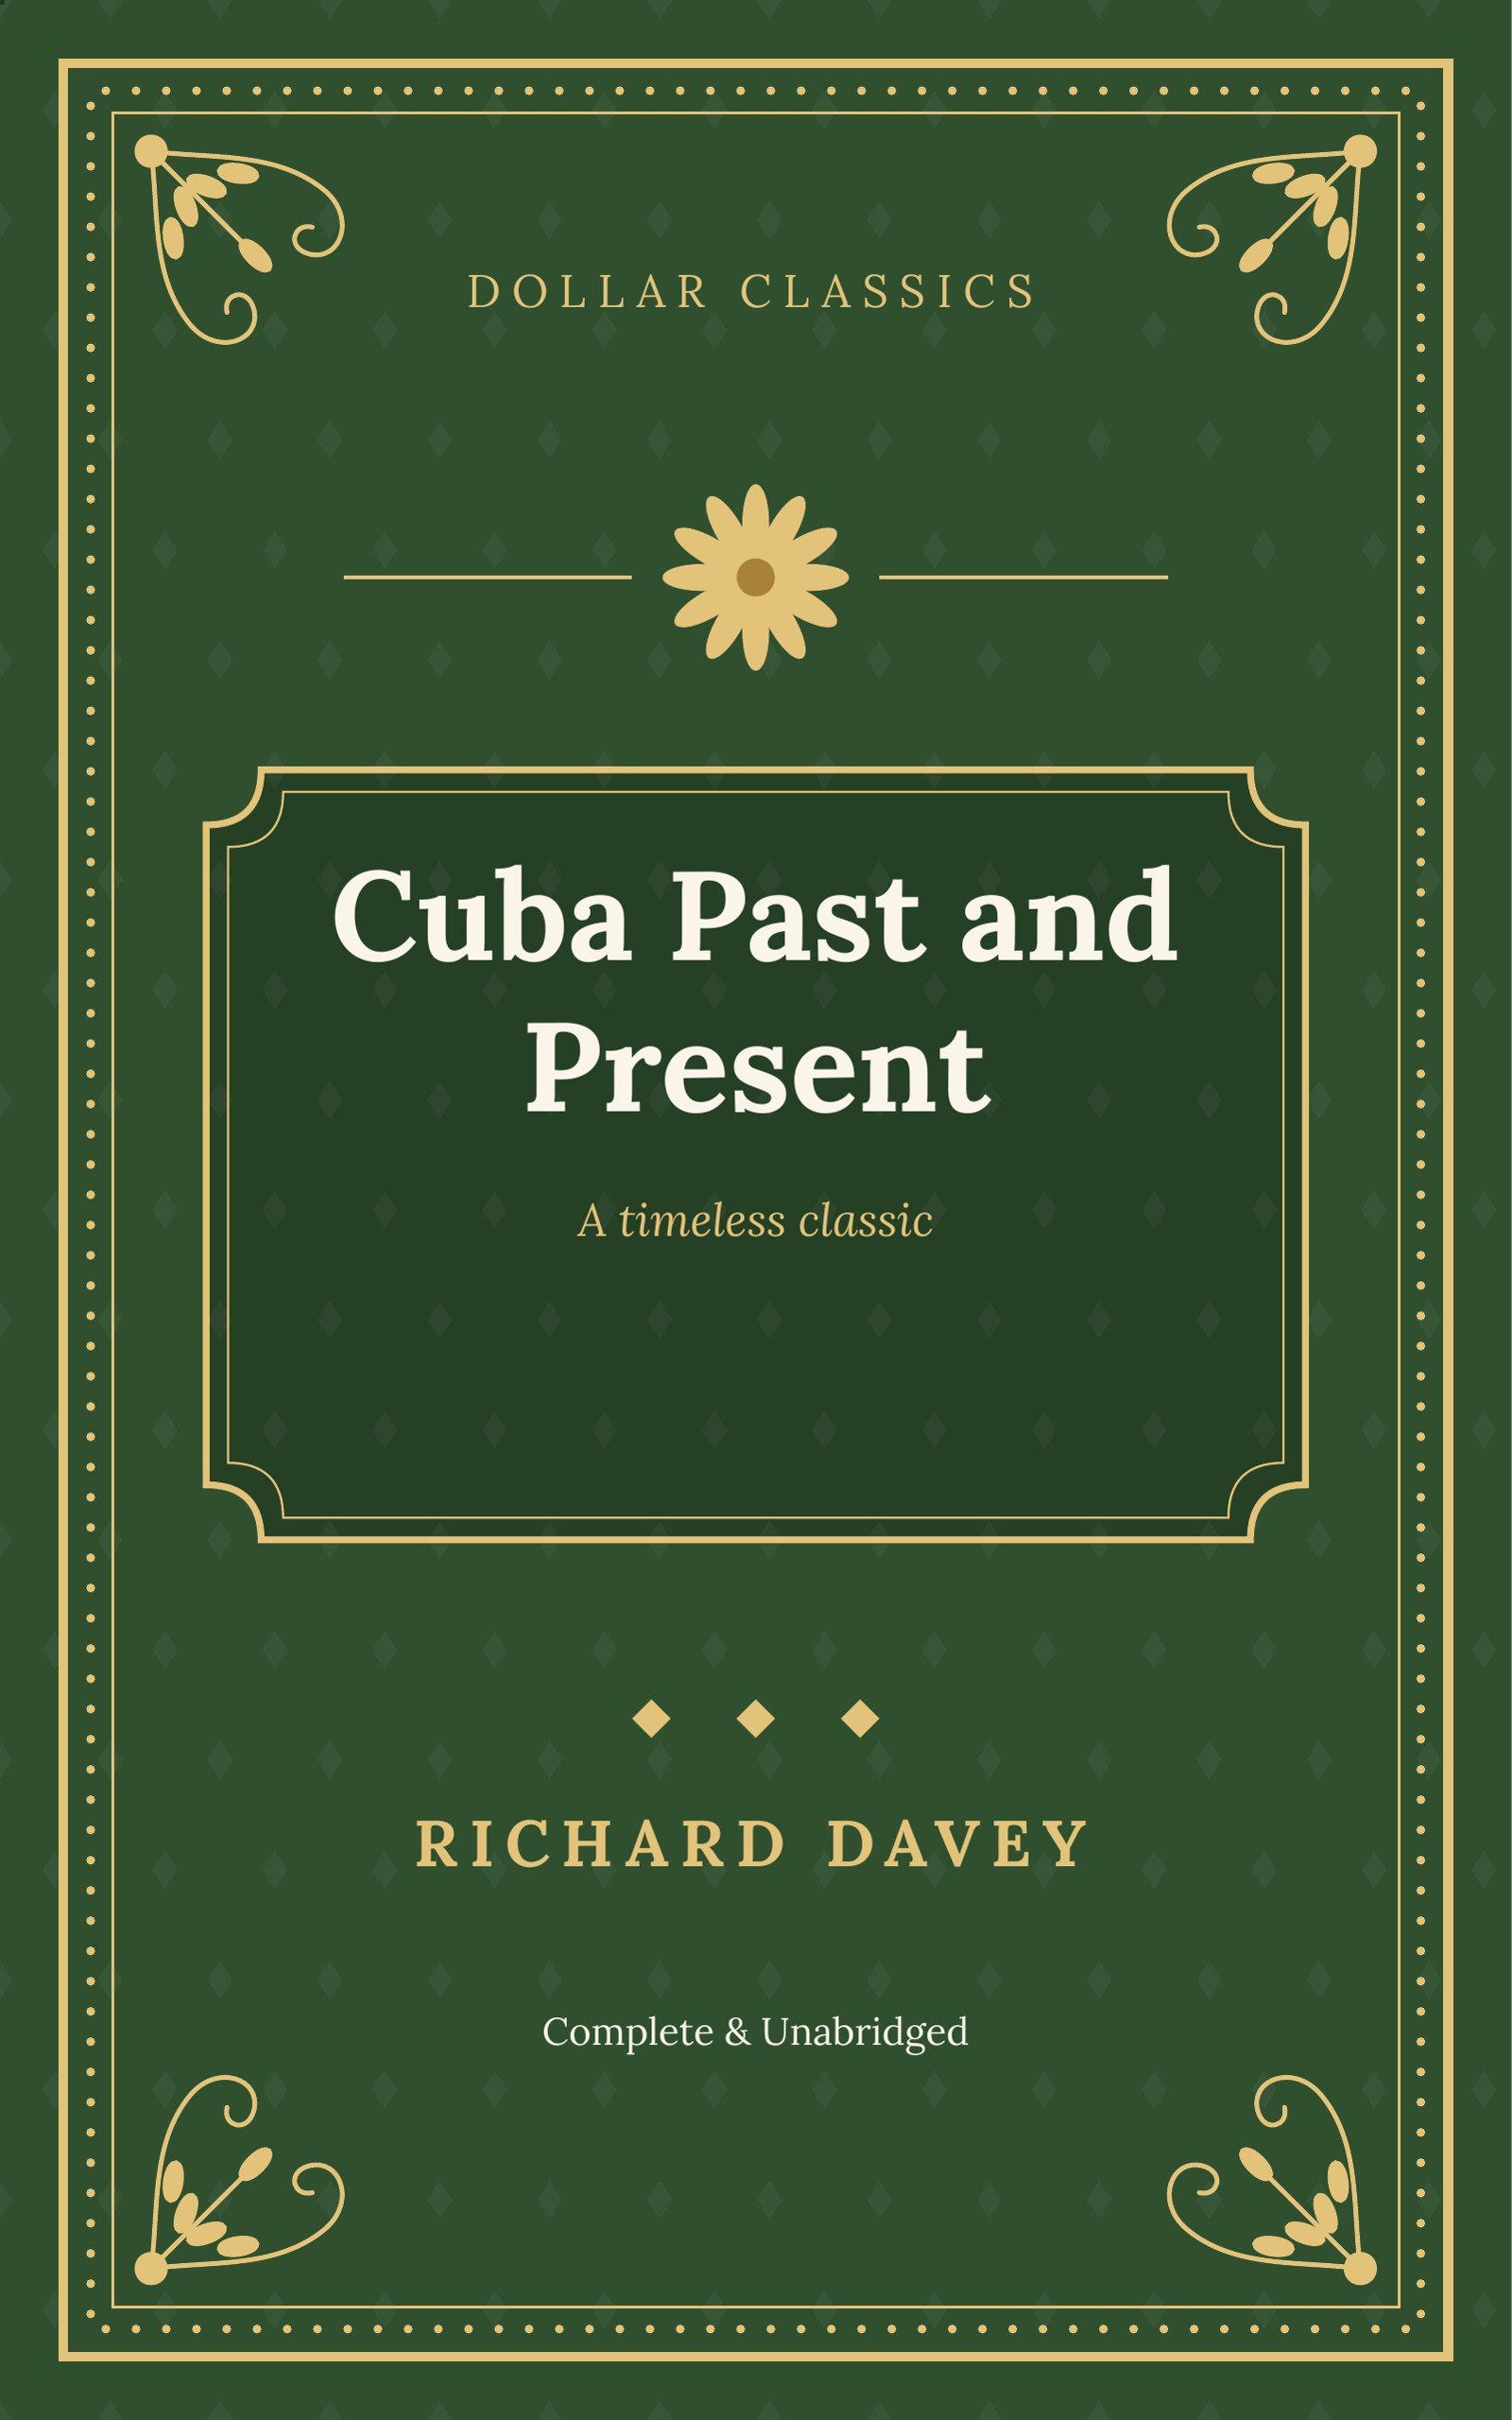 DOLLAR CLASSICS
Cuba Past and
Present
A timeless classic
RICHARD DAVEY
Complete & Unabridged